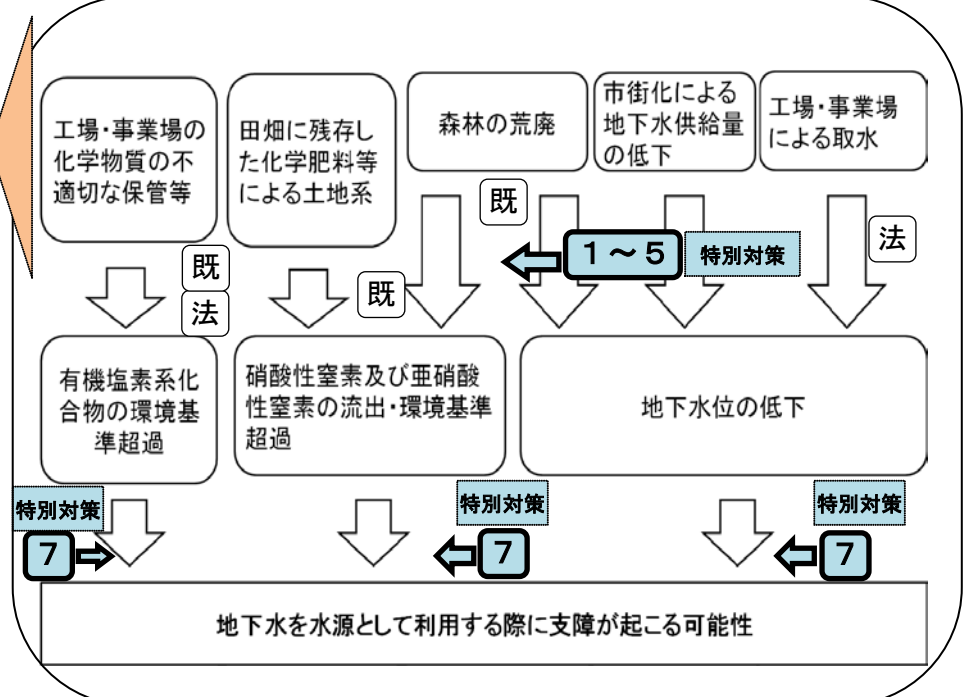 工場・事業場の
化学物質の不
適切な保管等
田畑に残存し
た化学肥料等
による土地系
森林の荒廃
市街化による
地下水供給量
の低下
工場・事業場
による取水
既
法
既
既
1～5
特別対策
法
有機塩素系化
合物の環境基
準超過
硝酸性窒素及び亜硝酸
性窒素の流出・環境基準
超過
地下水位の低下
特別対策
7
特別対策
7
特別対策
7
地下水を水源として利用する際に支障が起こる可能性